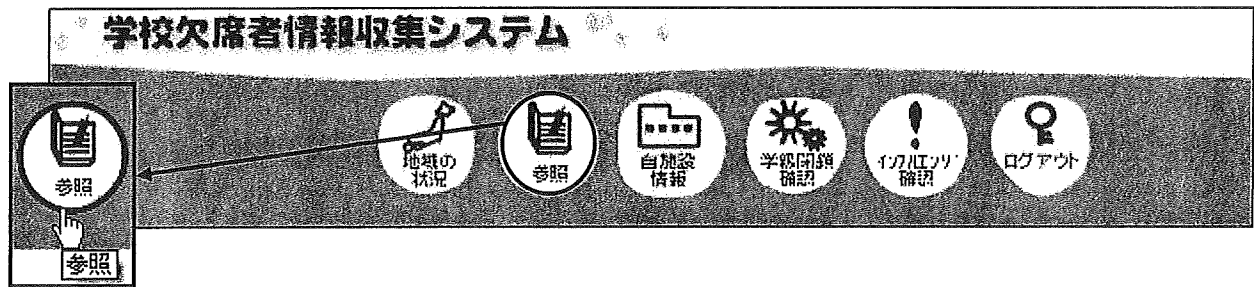 学校欠席者情報収集システム
地域の
状況
参照
自施設
情報
学級閉鎖
確認
インフルエンザ
確認
ログアウト
参照
参照